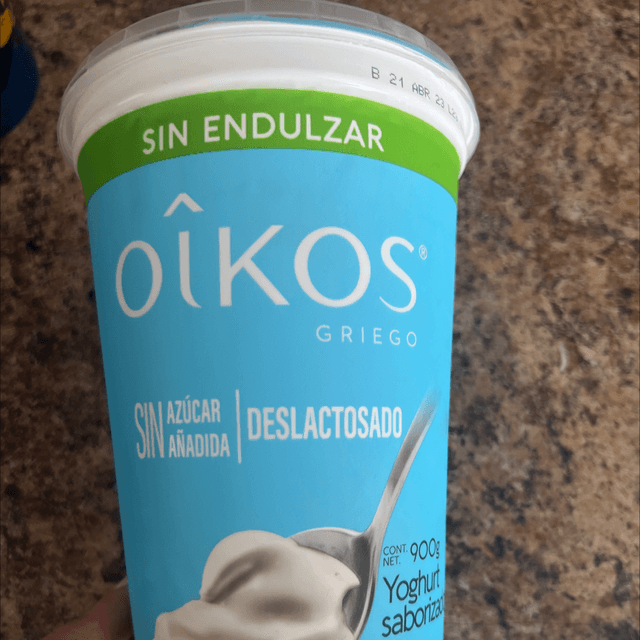 B 21 ABR 23
SIN ENDULZAR
OÎKOS®
GRIEGO
SIN AZÚCAR
AÑADIDA
DESLACTOSADO
CONT.
NET. 900g
Yoghurt